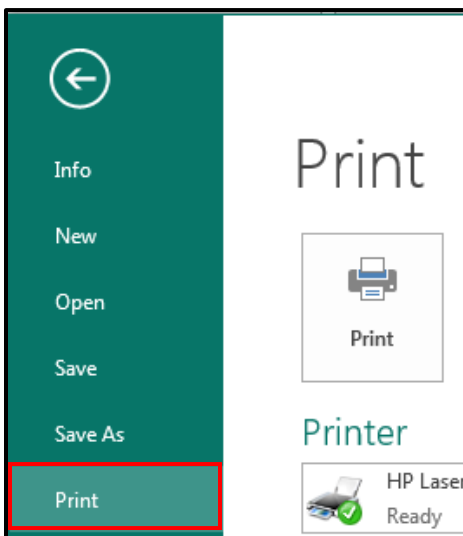 Info
New
Open
Save
Save As
Print
Print
Print
Printer
HP Laser
Ready